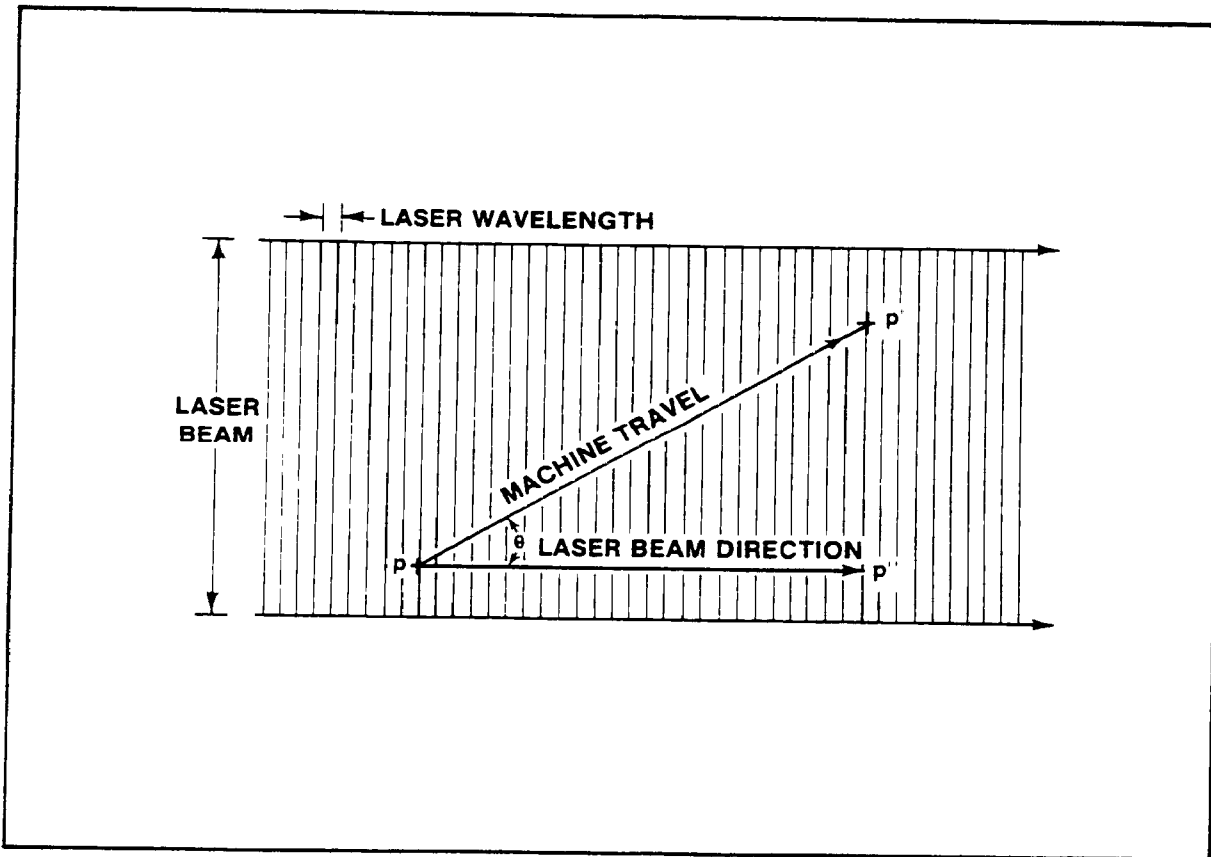 LASER WAVELENGTH
P'
LASER
BEAM
MACHINE TRAVEL
θ
LASER BEAM DIRECTION
P
P''